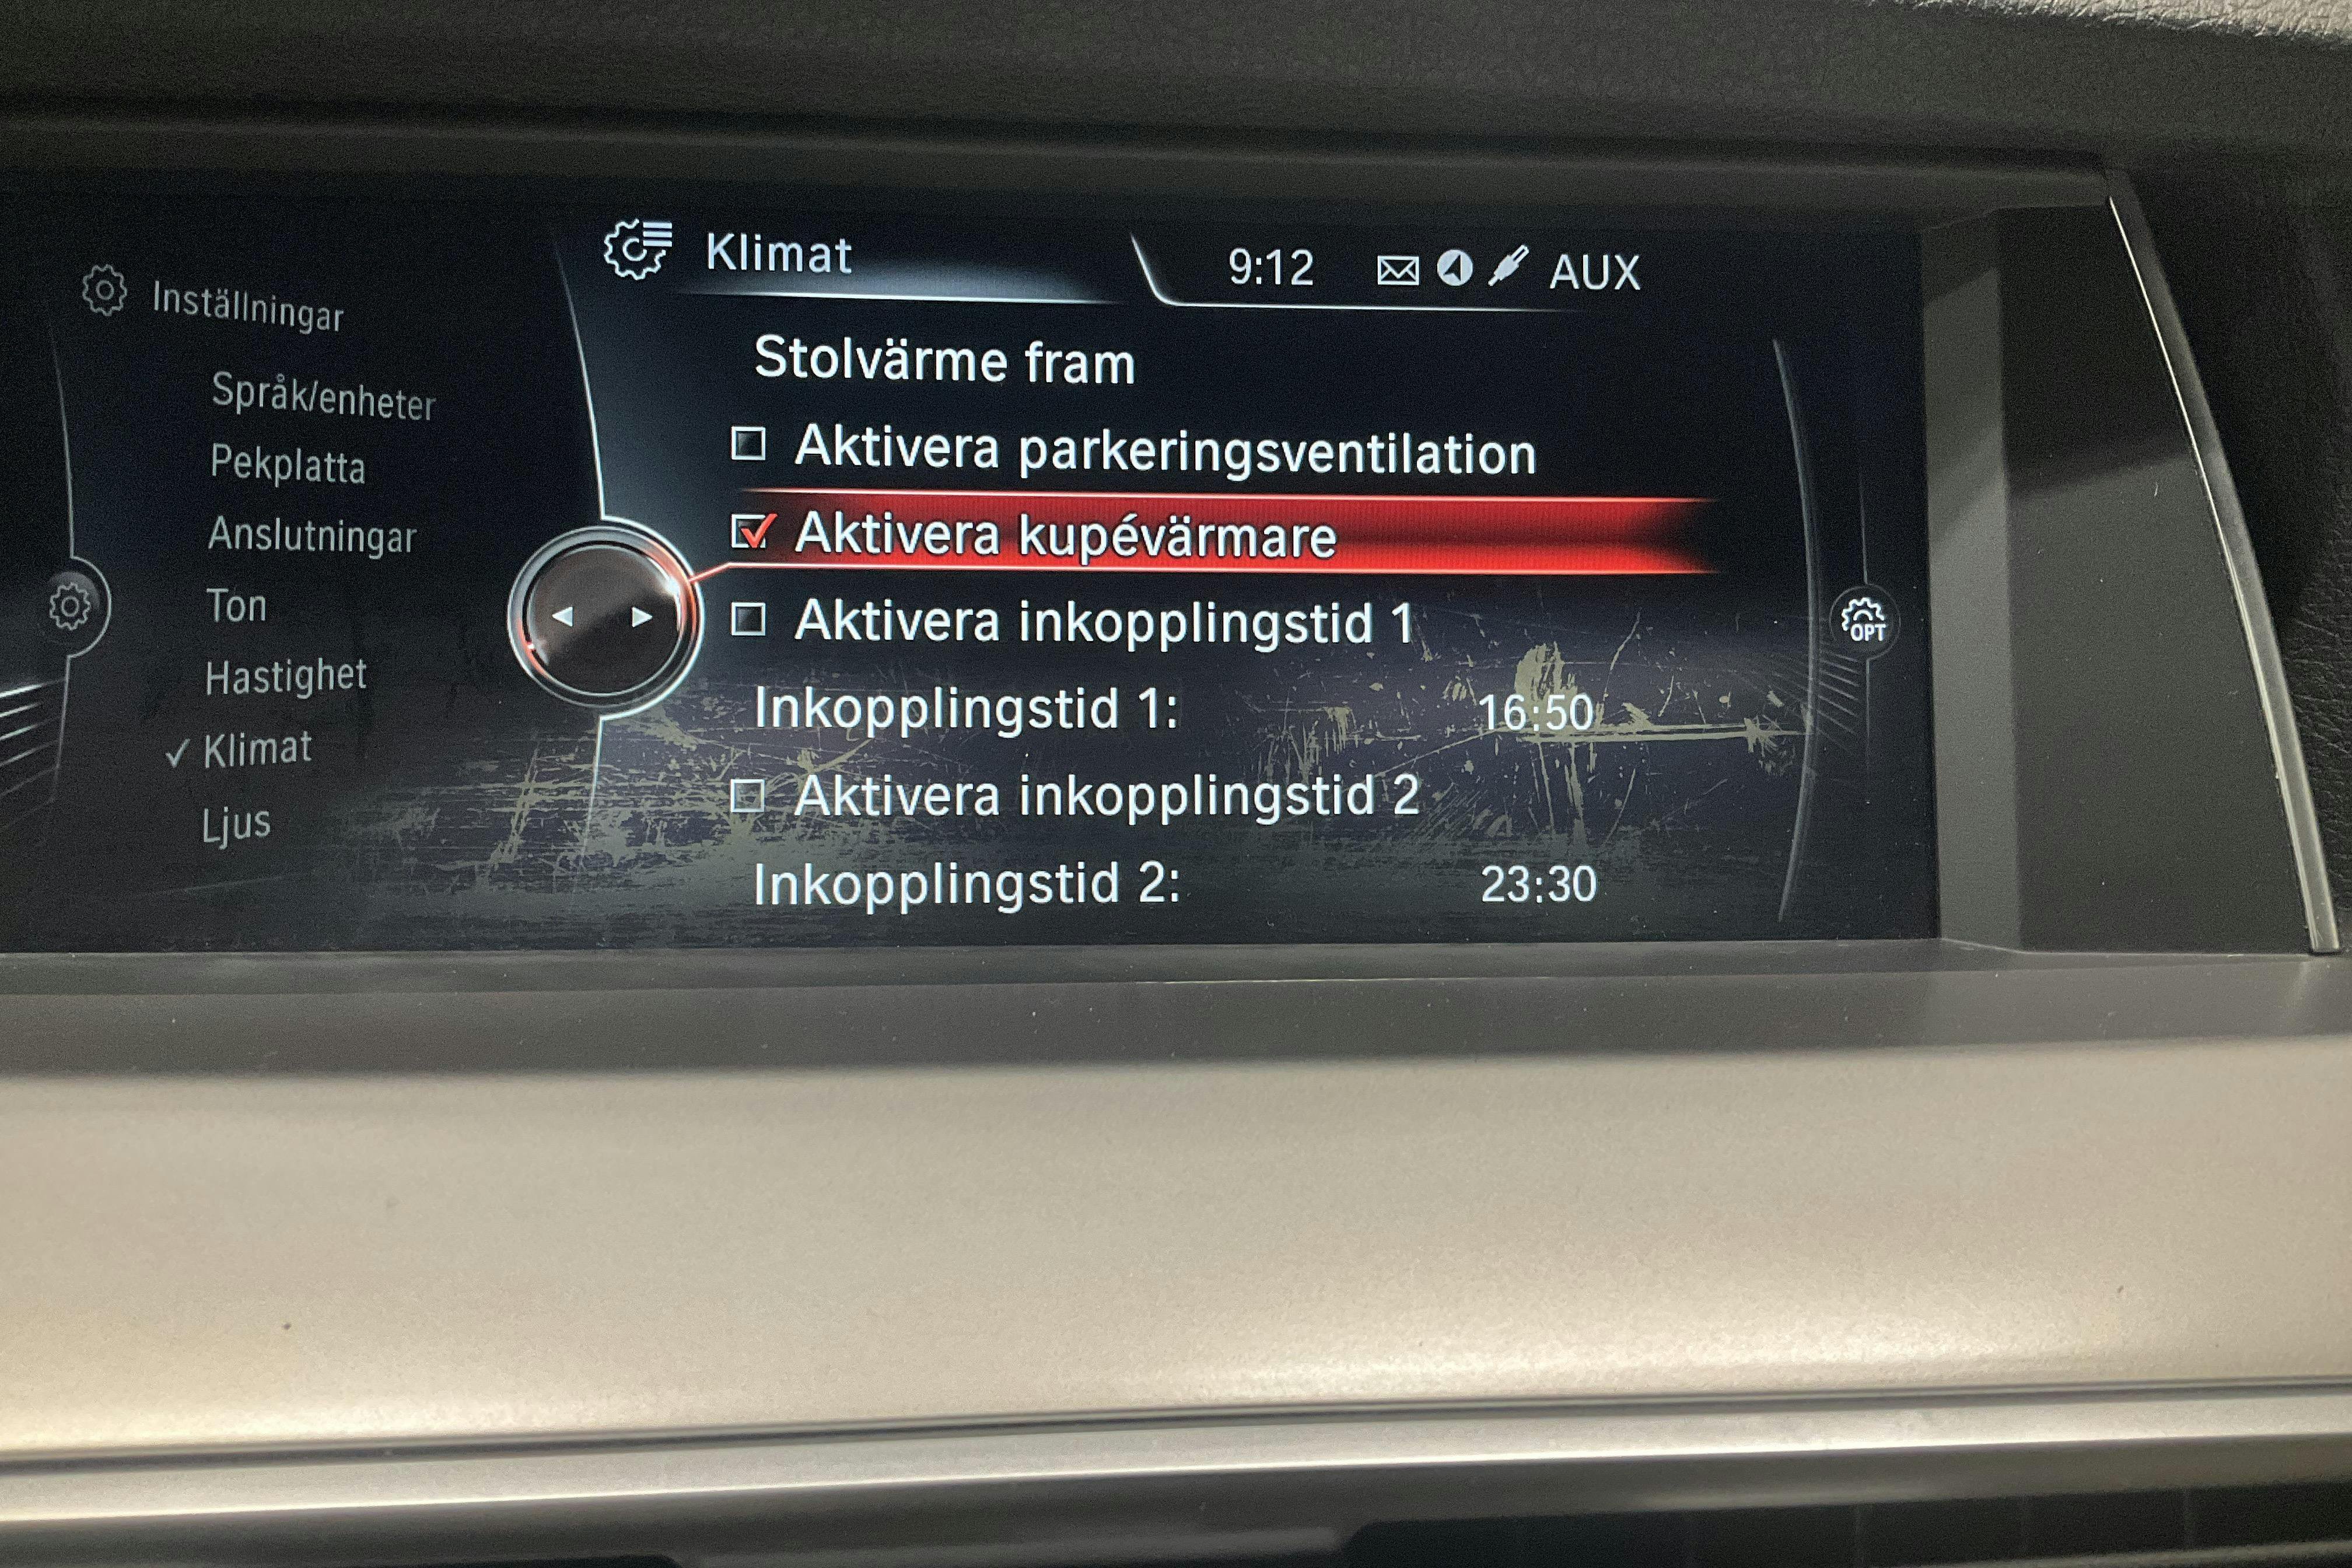 Inställningar
Språk/enheter
Pekplatta
Anslutningar
Ton
Hastighet
Klimat
Ljus
Klimat
9:12 AUX
Stolvärme fram
Aktivera parkeringsventilation
Aktivera kupévärmare
Aktivera inkopplingstid 1
Inkopplingstid 1: 16:50
Aktivera inkopplingstid 2
Inkopplingstid 2: 23:30
OPT